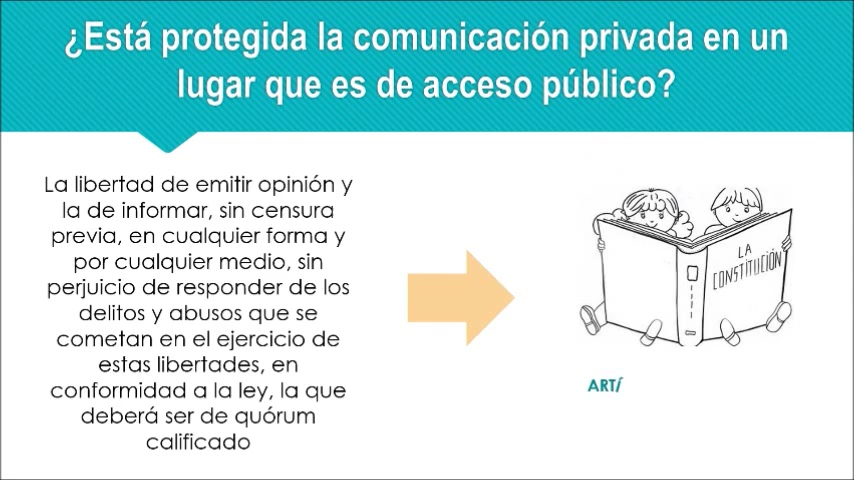 ¿Está protegida la comunicación privada en un
lugar que es de acceso público?
La libertad de emitir opinión y
la de informar, sin censura
previa, en cualquier forma y
por cualquier medio, sin
perjuicio de responder de los
delitos y abusos que se
cometan en el ejercicio de
estas libertades, en
conformidad a la ley, la que
deberá ser de quórum
calificado
LA
CONSTITUCIÓN
ARTí